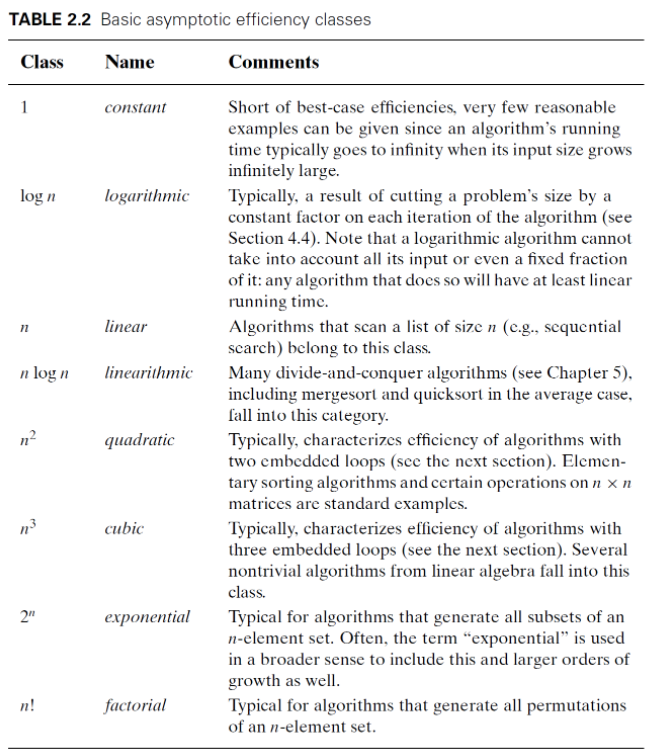 TABLE 2.2 Basic asymptotic efficiency classes
Class Name Comments
1 constant Short of best-case efficiencies, very few reasonable
examples can be given since an algorithm's running
time typically goes to infinity when its input size grows
infinitely large.
log n logarithmic Typically, a result of cutting a problem's size by a
constant factor on each iteration of the algorithm (see
Section 4.4). Note that a logarithmic algorithm cannot
take into account all its input or even a fixed fraction
of it: any algorithm that does so will have at least linear
running time.
n linear Algorithms that scan a list of size n (e.g., sequential
search) belong to this class.
n log n linearithmic Many divide-and-conquer algorithms (see Chapter 5),
including mergesort and quicksort in the average case,
fall into this category.
n² quadratic Typically, characterizes efficiency of algorithms with
two embedded loops (see the next section). Elemen-
tary sorting algorithms and certain operations on n × n
matrices are standard examples.
n³ cubic Typically, characterizes efficiency of algorithms with
three embedded loops (see the next section). Several
nontrivial algorithms from linear algebra fall into this
class.
2ⁿ exponential Typical for algorithms that generate all subsets of an
n-element set. Often, the term “exponential” is used
in a broader sense to include this and larger orders of
growth as well.
n! factorial Typical for algorithms that generate all permutations
of an n-element set.